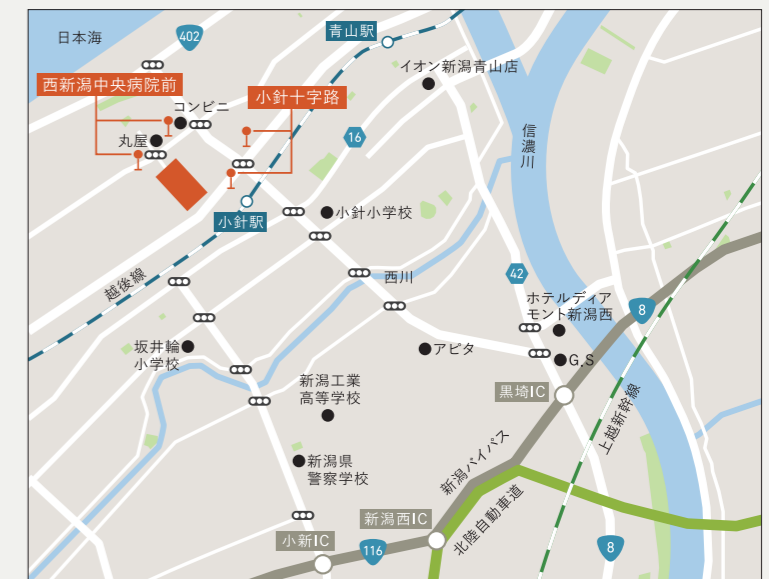 日本海
402
青山駅
イオン新潟青山店
西新潟中央病院前
コンビニ
小針十字路
丸屋
16
信濃川
小針駅
小針小学校
越後線
西川
42
ホテルディア
モント新潟西
8
坂井輪
小学校
アピタ
G.S
新潟工業
高等学校
黒埼IC
上越新幹線
新潟県
警察学校
新潟バイパス
北陸自動車道
新潟西IC
小新IC
116
8